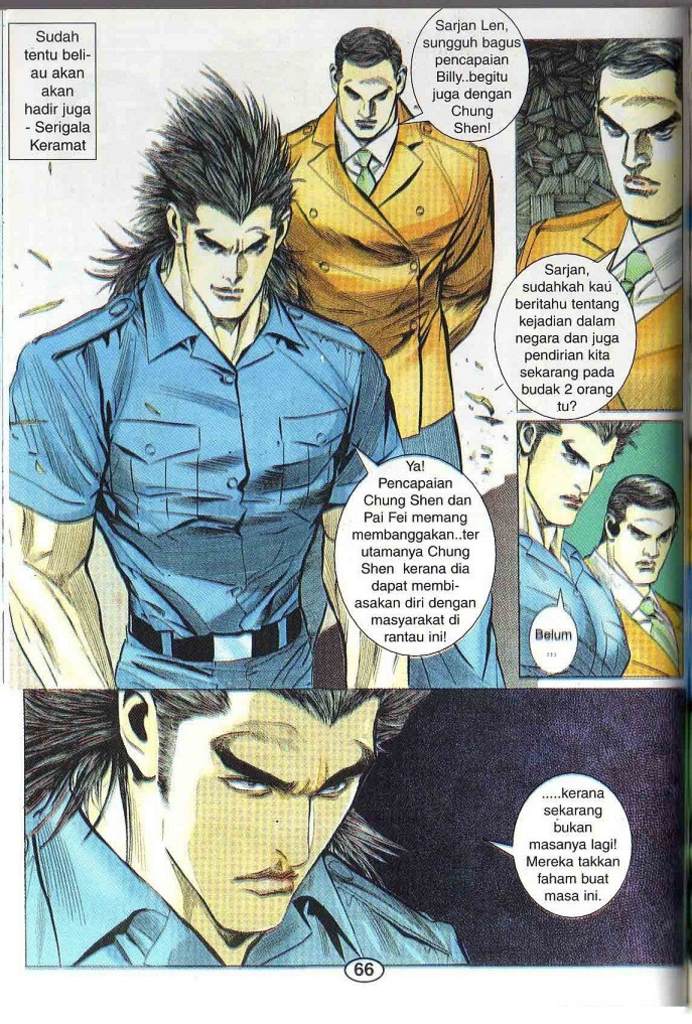 Sudah
tentu beli-
au akan
akan
hadir juga
- Serigala
Keramat
Sarjan Len,
sungguh bagus
pencapaian
Billy..begitu
juga dengan
Chung
Shen!
Sarjan,
sudahkah kau
beritahu tentang
kejadian dalam
negara dan juga
pendirian kita
sekarang pada
budak 2 orang
tu?
Ya!
Pencapaian
Chung Shen dan
Pai Fei memang
membanggakan..ter
utamanya Chung
Shen kerana dia
dapat membi-
asakan diri dengan
masyarakat di
rantau ini!
Belum
...
.....kerana
sekarang
bukan
masanya lagi!
Mereka takkan
faham buat
masa ini.
66